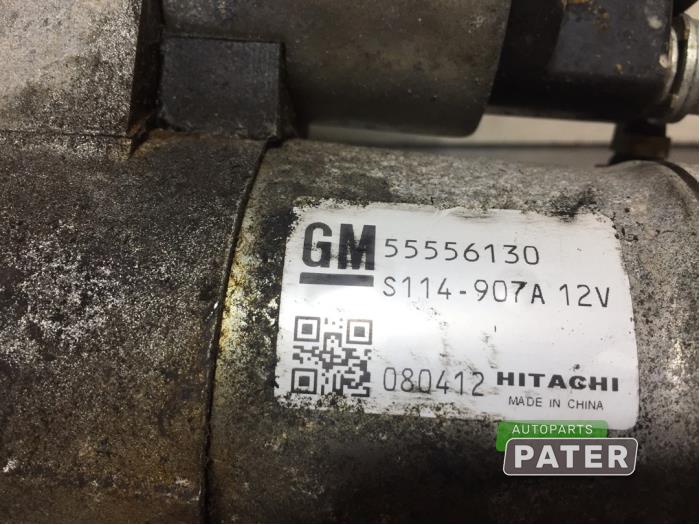 GM 55556130
S114-907A 12V
080412 HITACHI
MADE IN CHINA
AUTOPARTS
PATER